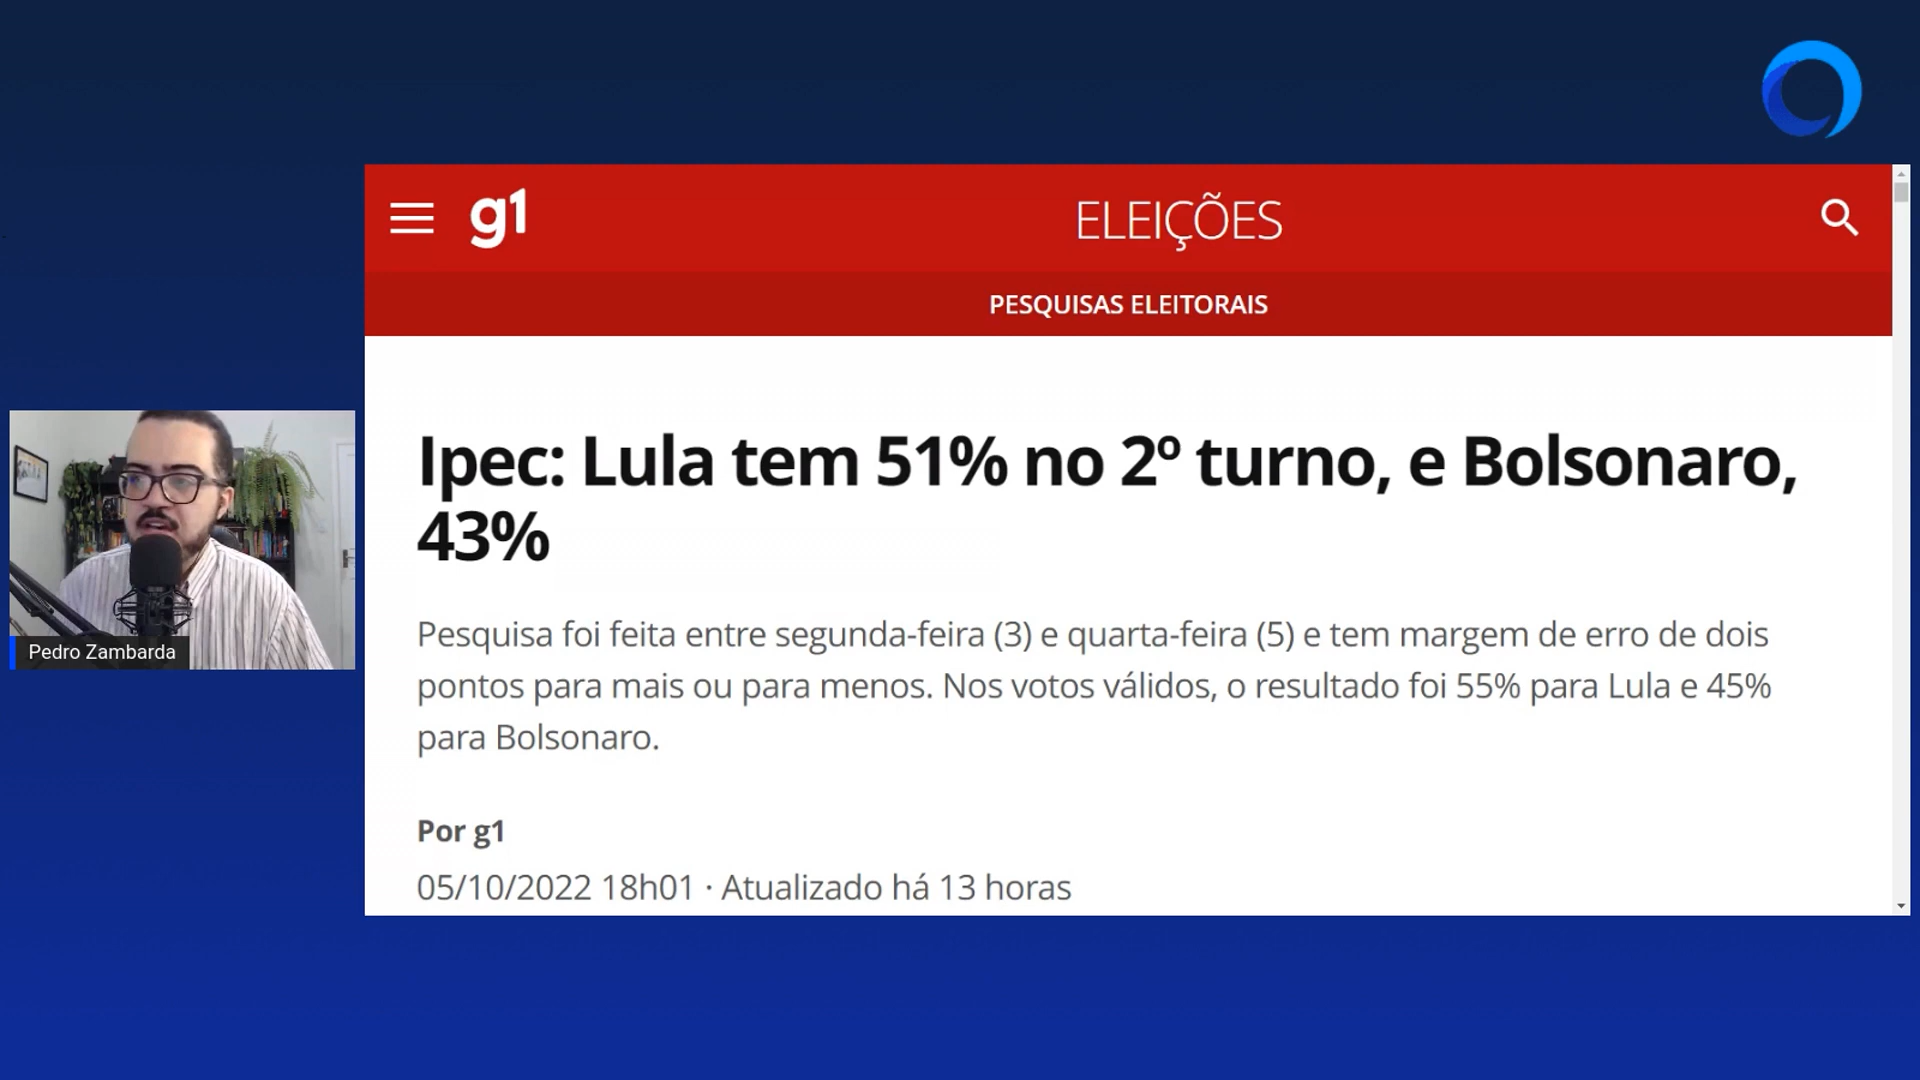 g1
ELEIÇÕES
PESQUISAS ELEITORAIS
Ipec: Lula tem 51% no 2º turno, e Bolsonaro,
43%
Pesquisa foi feita entre segunda-feira (3) e quarta-feira (5) e tem margem de erro de dois
pontos para mais ou para menos. Nos votos válidos, o resultado foi 55% para Lula e 45%
para Bolsonaro.
Por g1
05/10/2022 18h01 · Atualizado há 13 horas
Pedro Zambarda